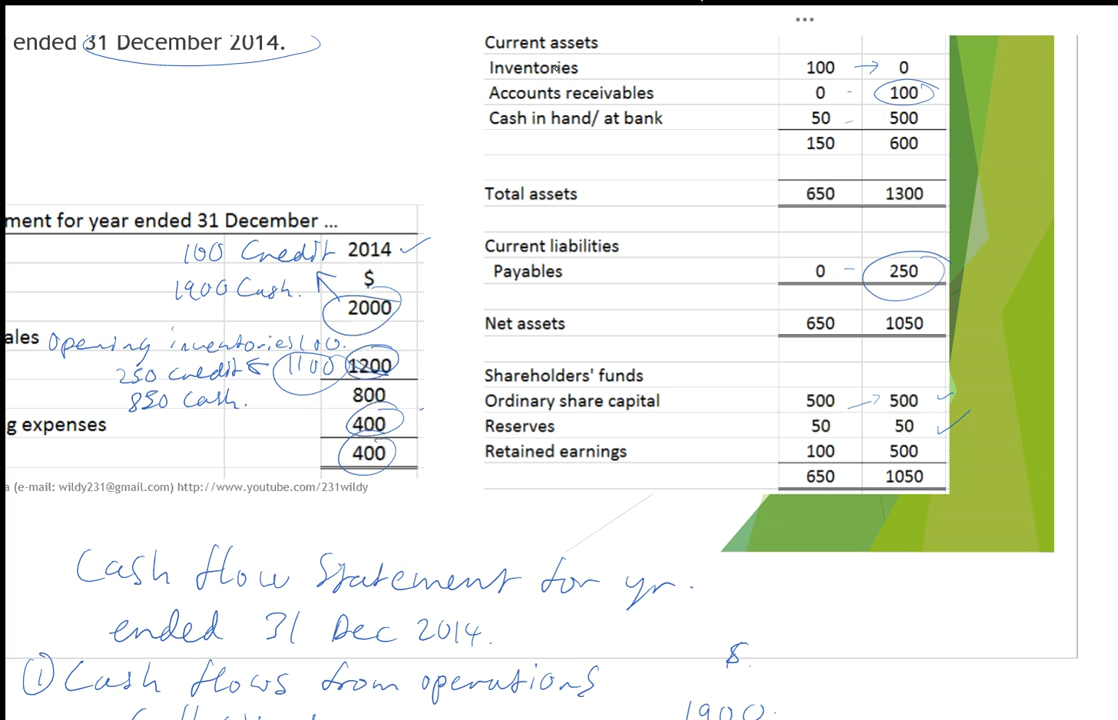 ended 31 December 2014.
Current assets
Inventories 100 → 0
Accounts receivables 0 - 100
Cash in hand/ at bank 50 - 500
150 600
Total assets 650 1300
Current liabilities
Payables 0 - 250
Net assets 650 1050
Shareholders' funds
Ordinary share capital 500 → 500
Reserves 50 50
Retained earnings 100 500
650 1050
ment for year ended 31 December ...
100 Credit 2014
1900 Cash. $
2000
ales Opening inventories 100.
250 credit ← 1100 1200
850 Cash. 800
g expenses 400
400
a (e-mail: wildy231@gmail.com) http://www.youtube.com/231wildy
Cash flow Statement for yr.
ended 31 Dec 2014.
$
(i) Cash flows from operations
1900.